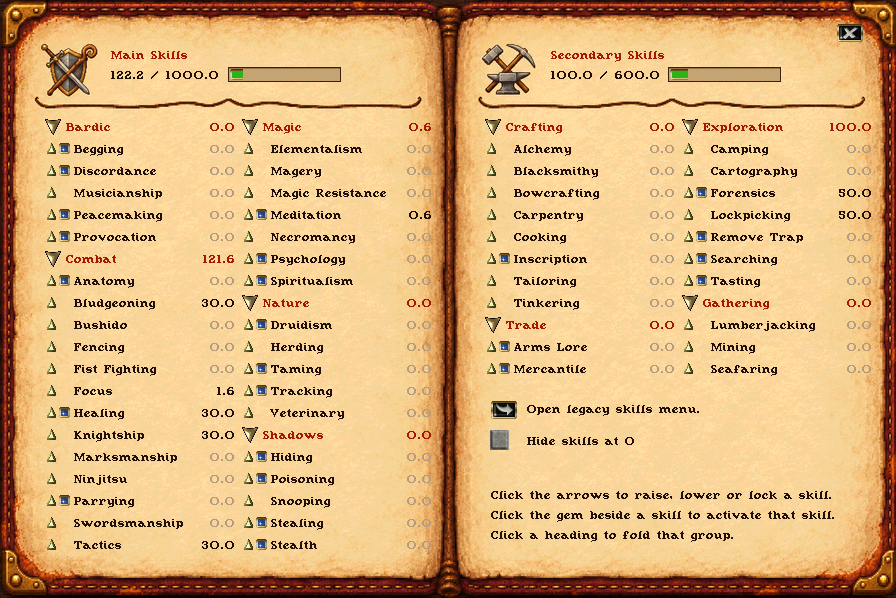 Main Skills
122.2 / 1000.0
Bardic 0.0
Begging 0.0
Discordance 0.0
Musicianship 0.0
Peacemaking 0.0
Provocation 0.0
Combat 121.6
Anatomy 0.0
Bludgeoning 30.0
Bushido 0.0
Fencing 0.0
Fist Fighting 0.0
Focus 1.6
Healing 30.0
Knightship 30.0
Marksmanship 0.0
Ninjitsu 0.0
Parrying 0.0
Swordsmanship 0.0
Tactics 30.0
Magic 0.6
Elementalism 0.0
Magery 0.0
Magic Resistance 0.0
Meditation 0.6
Necromancy 0.0
Psychology 0.0
Spiritualism 0.0
Nature 0.0
Druidism 0.0
Herding 0.0
Taming 0.0
Tracking 0.0
Veterinary 0.0
Shadows 0.0
Hiding 0.0
Poisoning 0.0
Snooping 0.0
Stealing 0.0
Stealth 0.0
Secondary Skills
100.0 / 600.0
Crafting 0.0
Alchemy 0.0
Blacksmithy 0.0
Bowcrafting 0.0
Carpentry 0.0
Cooking 0.0
Inscription 0.0
Tailoring 0.0
Tinkering 0.0
Trade 0.0
Arms Lore 0.0
Mercantile 0.0
Exploration 100.0
Camping 0.0
Cartography 0.0
Forensics 50.0
Lockpicking 50.0
Remove Trap 0.0
Searching 0.0
Tasting 0.0
Gathering 0.0
Lumberjacking 0.0
Mining 0.0
Seafaring 0.0
Open legacy skills menu.
Hide skills at 0
Click the arrows to raise, lower or lock a skill.
Click the gem beside a skill to activate that skill.
Click a heading to fold that group.